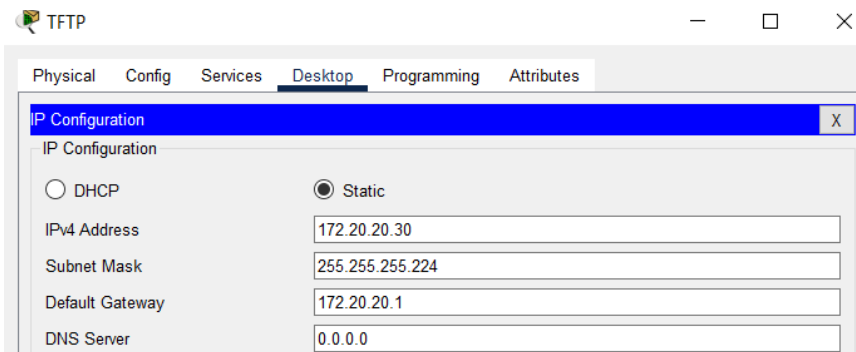 TFTP
Physical Config Services Desktop Programming Attributes
IP Configuration X
IP Configuration
DHCP Static
IPv4 Address 172.20.20.30
Subnet Mask 255.255.255.224
Default Gateway 172.20.20.1
DNS Server 0.0.0.0